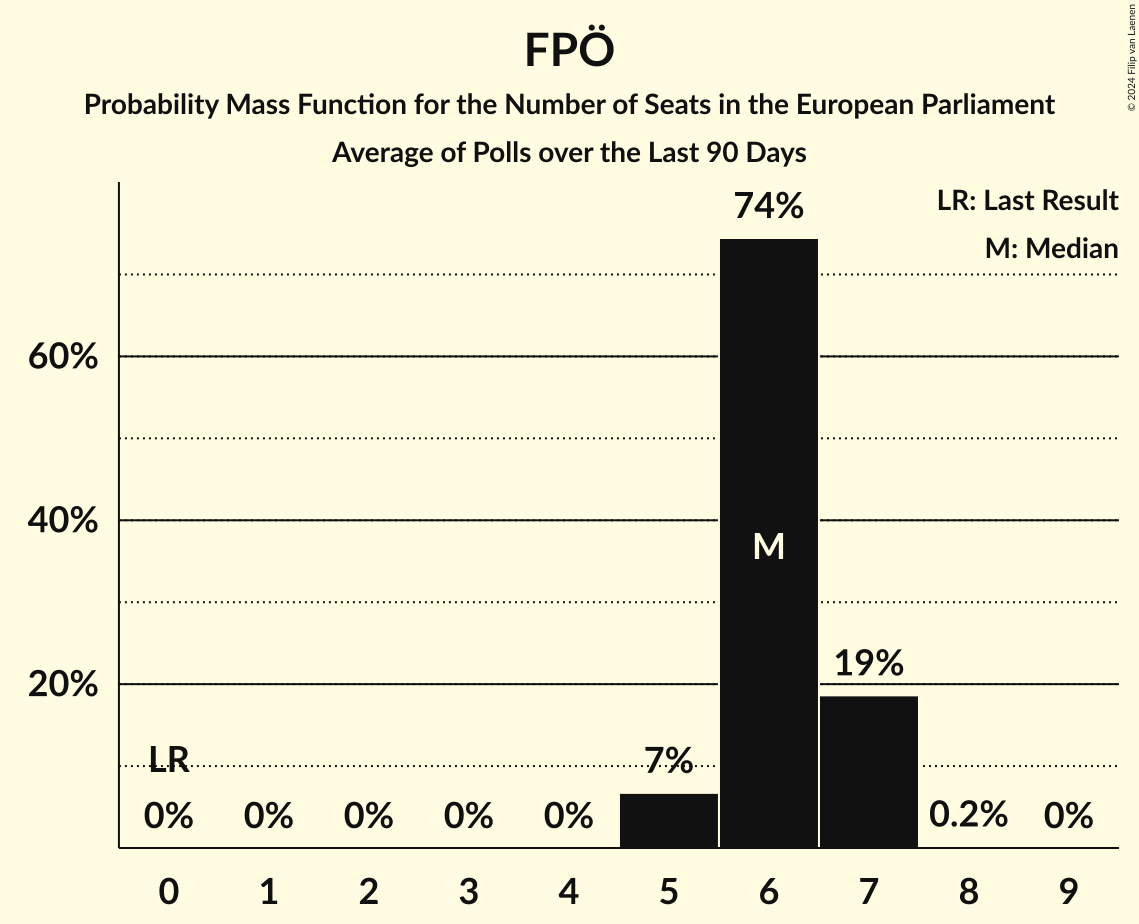 FPÖ
Probability Mass Function for the Number of Seats in the European Parliament
Average of Polls over the Last 90 Days
© 2024 Filip van Laenen
LR: Last Result
M: Median
74%
60%
40%
M
20%
19%
LR
7%
0%
0%
0%
0%
0%
0.2%
0%
0
1
2
3
4
5
6
7
8
9